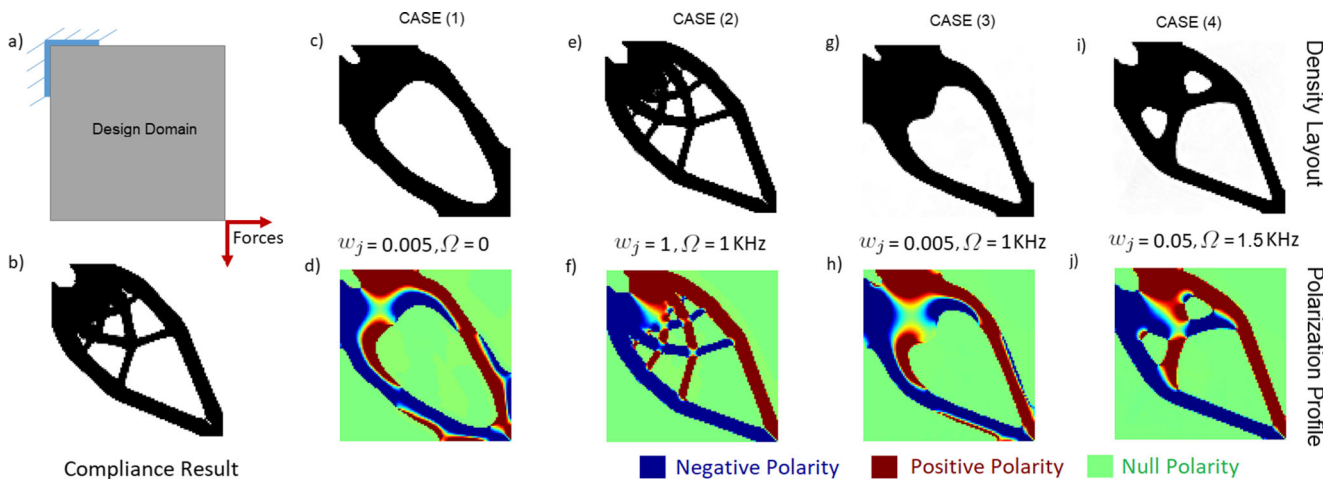 CASE (1)
CASE (2)
CASE (3)
CASE (4)
a)
c)
e)
g)
i)
Design Domain
Density Layout
Forces
w_j = 0.005, Ω = 0
w_j = 1, Ω = 1 KHz
w_j = 0.005, Ω = 1KHz
w_j = 0.05, Ω = 1.5 KHz
b)
d)
f)
h)
j)
Polarization Profile
Compliance Result
Negative Polarity
Positive Polarity
Null Polarity